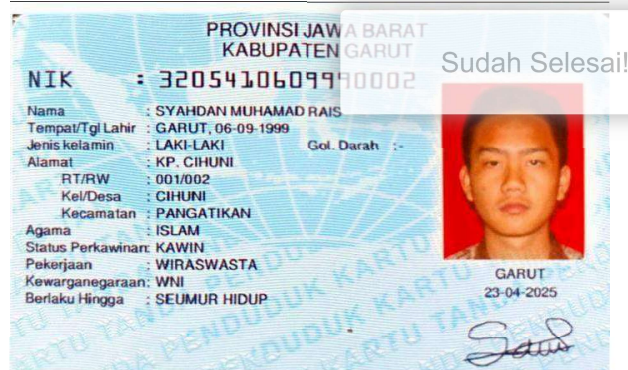 PROVINSI JAWA BARAT
KABUPATEN GARUT
Sudah Selesai!
NIK : 3205410609990002
Nama : SYAHDAN MUHAMAD RAIS
Tempat/Tgl Lahir : GARUT, 06-09-1999
Jenis kelamin : LAKI-LAKI Gol. Darah :-
Alamat : KP. CIHUNI
RT/RW : 001/002
Kel/Desa : CIHUNI
Kecamatan : PANGATIKAN
Agama : ISLAM
Status Perkawinan: KAWIN
Pekerjaan : WIRASWASTA
Kewarganegaraan: WNI
Berlaku Hingga : SEUMUR HIDUP
GARUT
23-04-2025